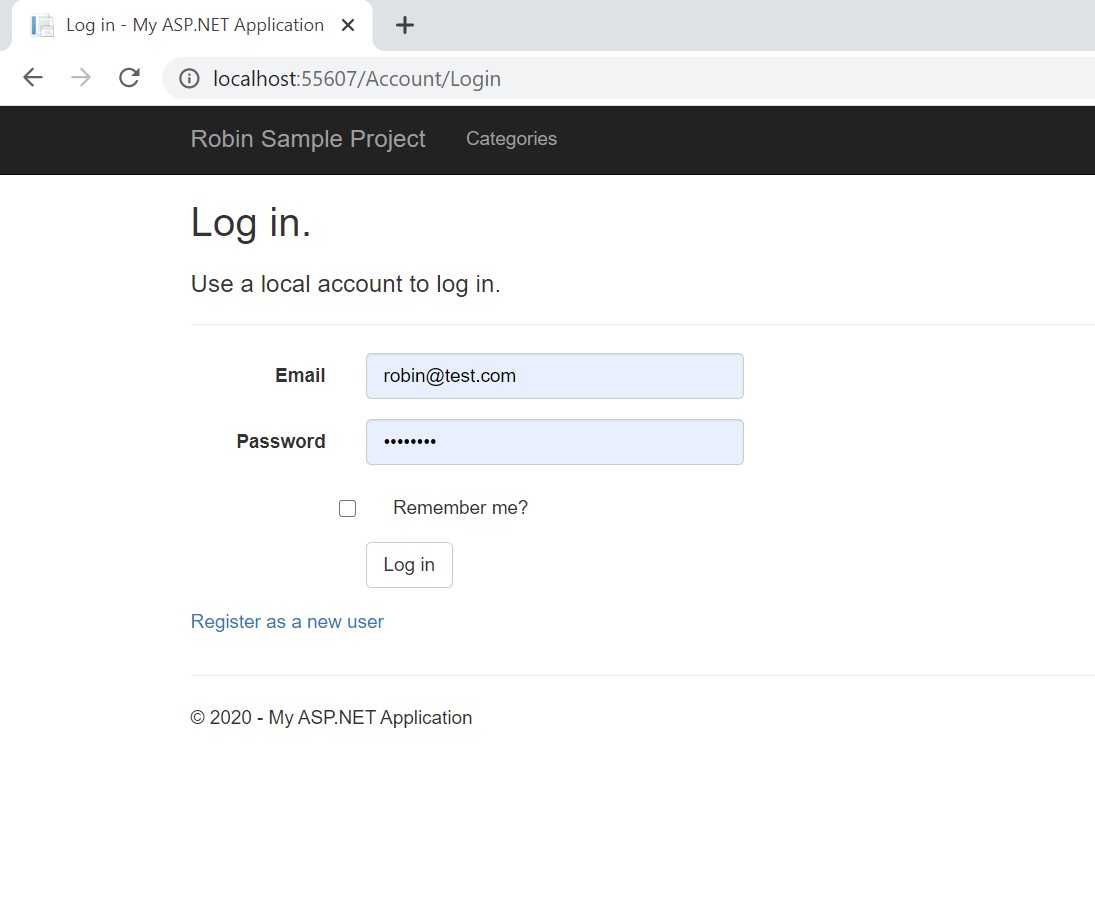 Log in - My ASP.NET Application
localhost:55607/Account/Login
Robin Sample Project Categories
Log in.
Use a local account to log in.
Email robin@test.com
Password ••••••••
Remember me?
Log in
Register as a new user
© 2020 - My ASP.NET Application